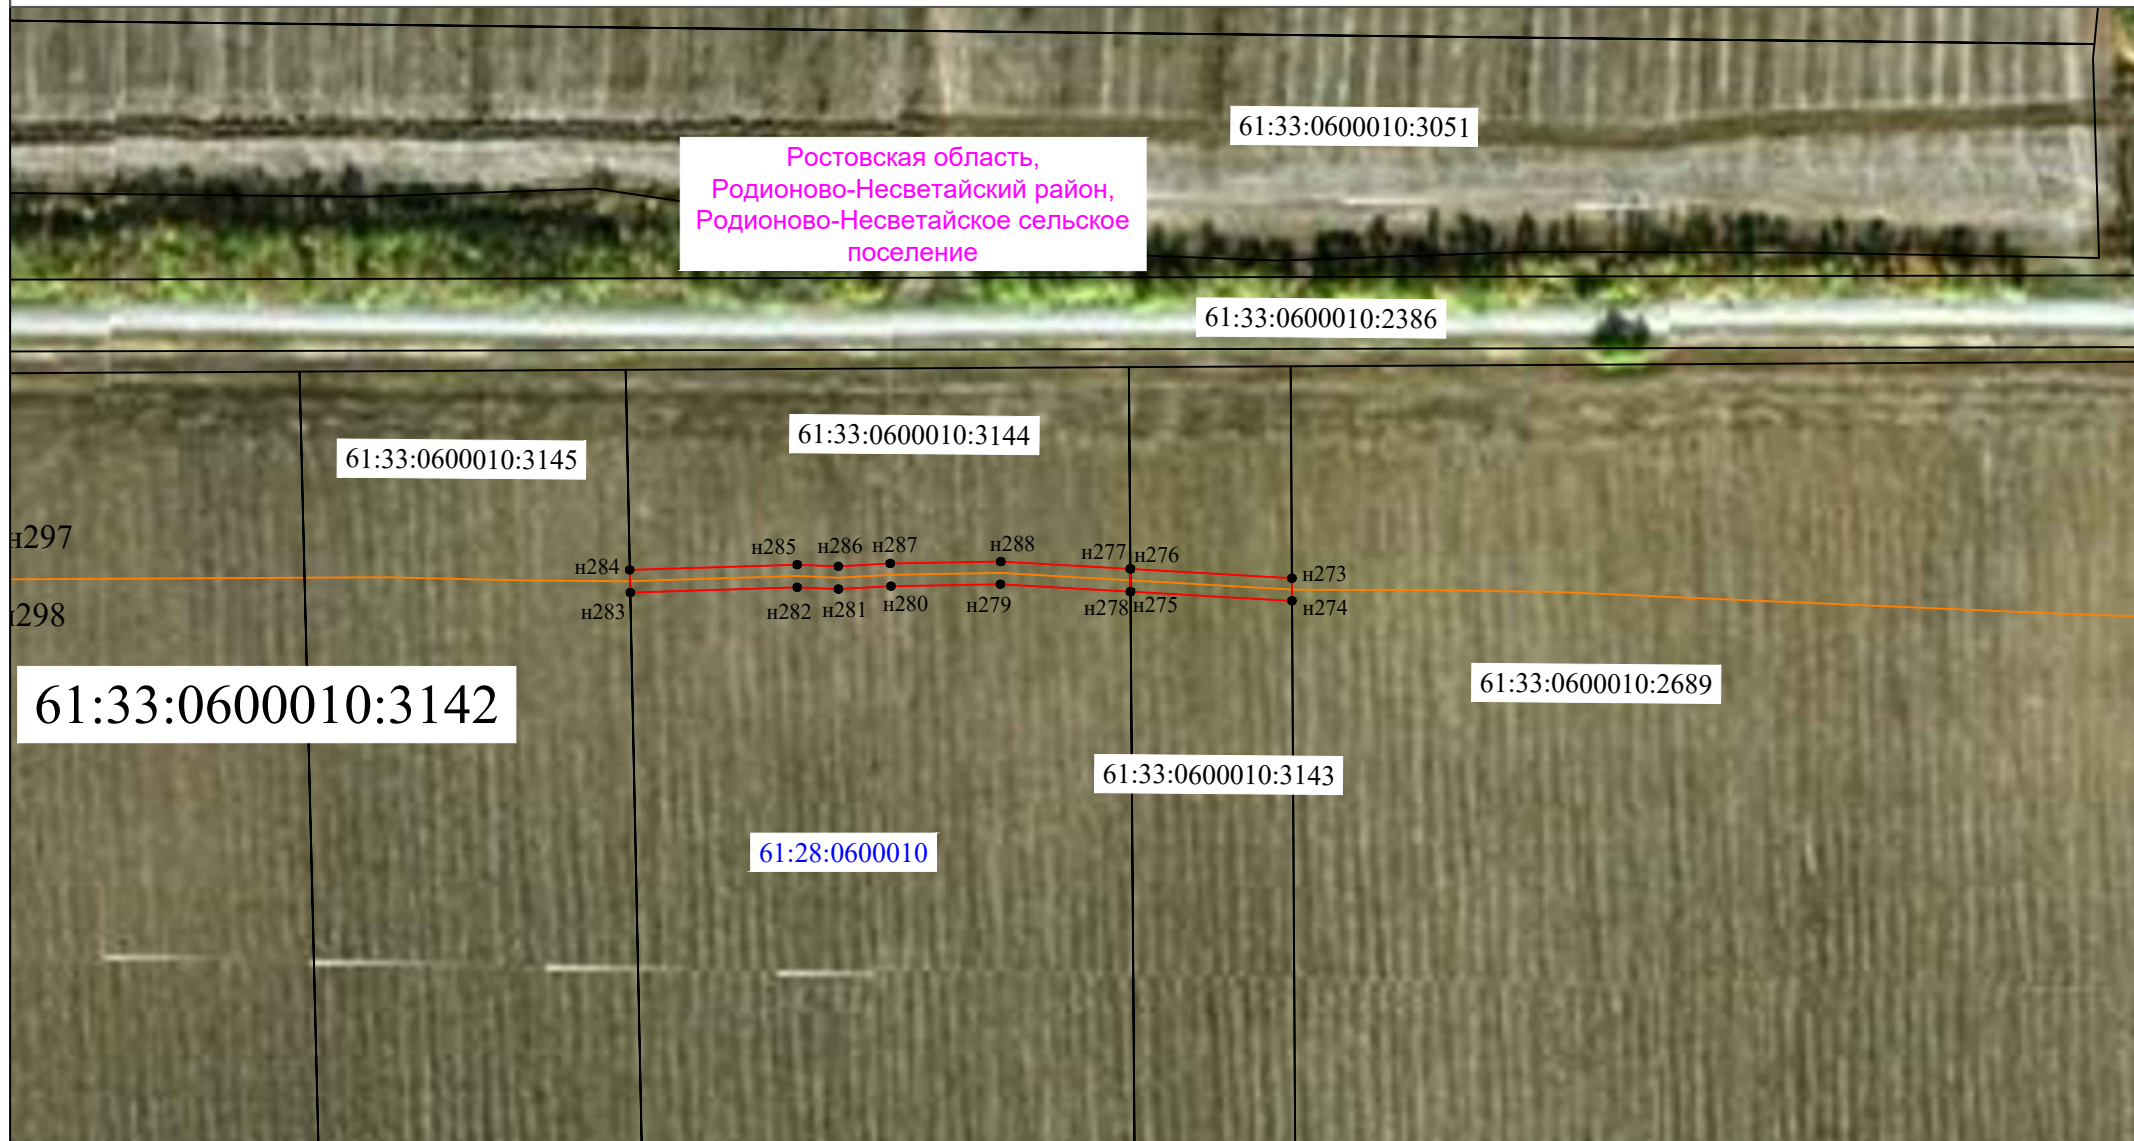 61:33:0600010:3051
Ростовская область,
Родионово-Несветайский район,
Родионово-Несветайское сельское
поселение
61:33:0600010:2386
61:33:0600010:3144
61:33:0600010:3145
н297
н284
н285
н286
н287
н288
н277
н276
н273
н283
н282
н281
н280
н279
н278
н275
н274
н298
61:33:0600010:3142
61:33:0600010:2689
61:33:0600010:3143
61:28:0600010